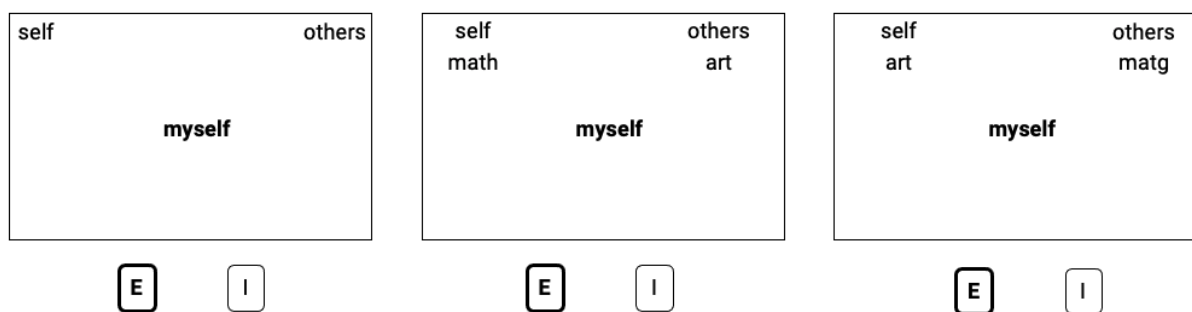 self others
myself
E I
self others
math art
myself
E I
self others
art matg
myself
E I